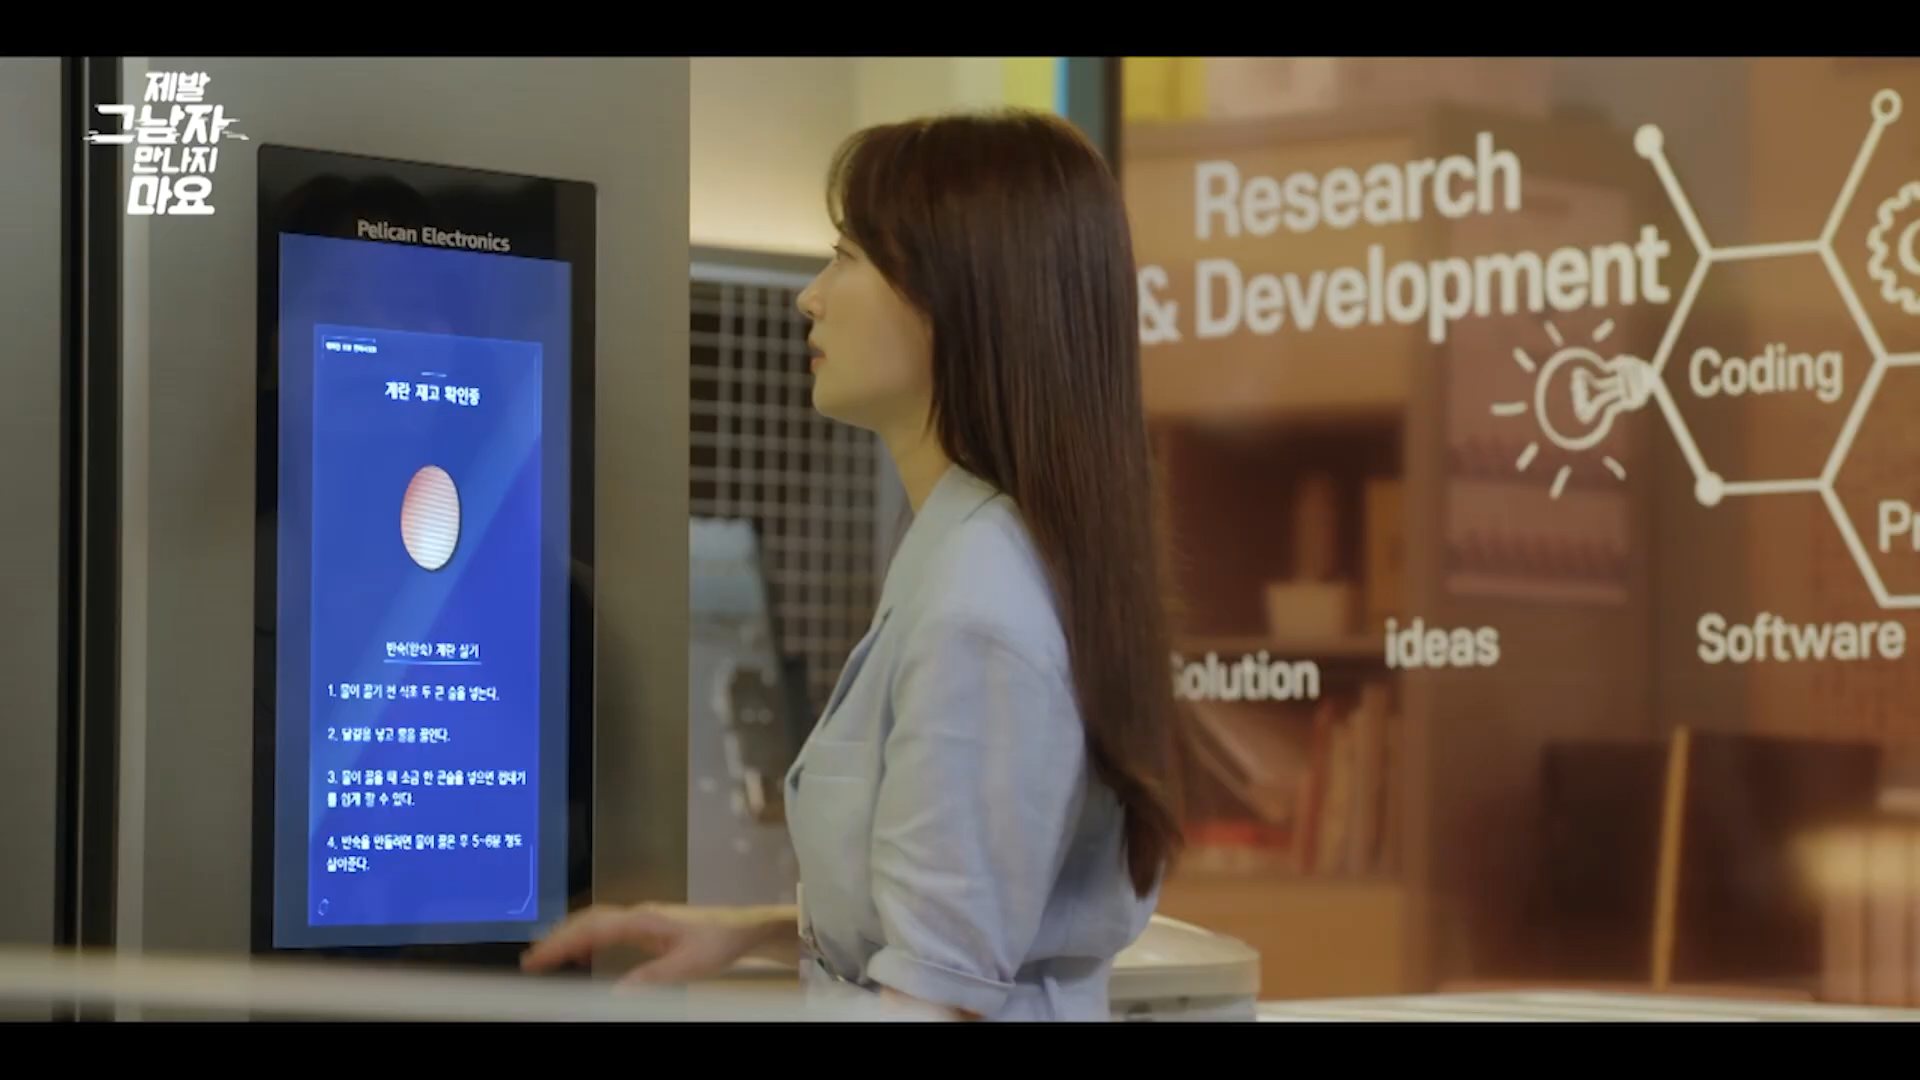 제발
그남자
만나지
마요
Pelican Electronics
계란 재고 확인중
반숙(완숙) 계란 삶기
1. 물이 끓기 전 식초 두 큰 술을 넣는다.
2. 달걀을 넣고 물을 끓인다.
3. 물이 끓을 때 소금 한 큰술을 넣으면 껍데기
를 쉽게 깔 수 있다.
4. 반숙을 만들려면 물이 끓은 후 5~6분 정도
삶아준다.
Research
& Development
Coding
Solution
ideas
Software